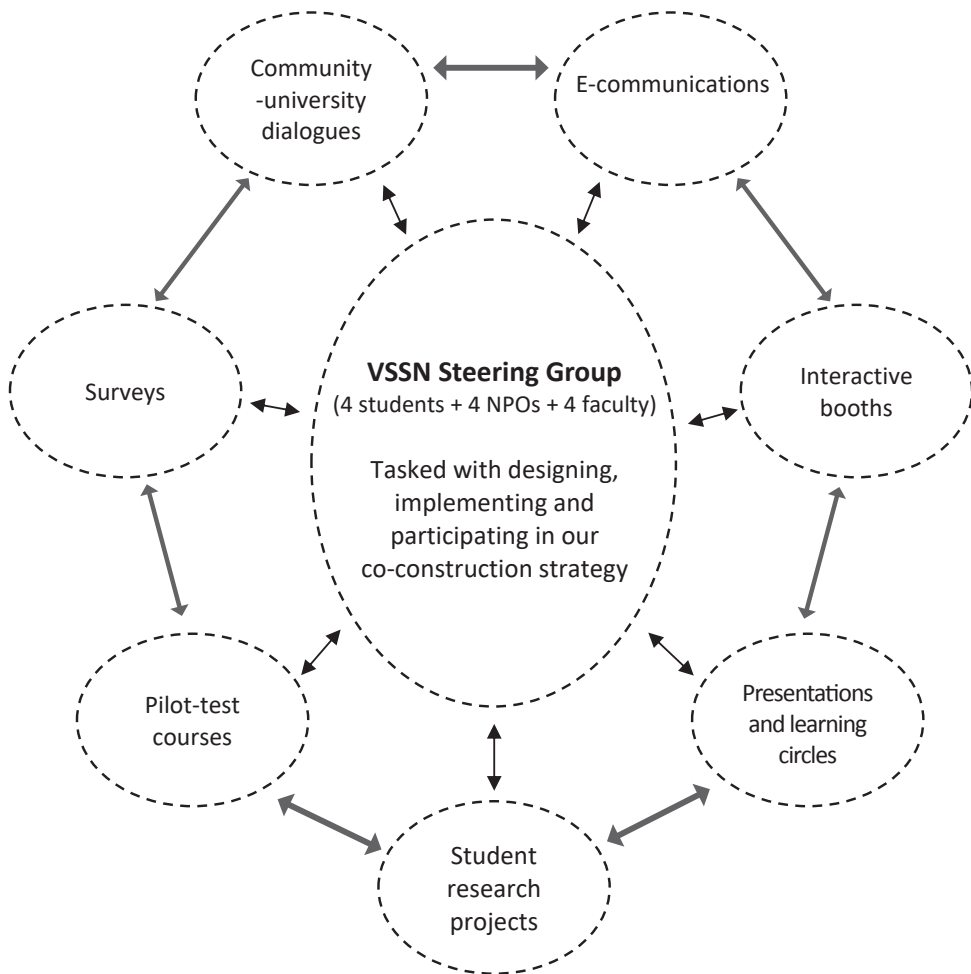 Community
-university
dialogues
E-communications
Surveys
VSSN Steering Group
(4 students + 4 NPOs + 4 faculty)
Tasked with designing,
implementing and
participating in our
co-construction strategy
Interactive
booths
Pilot-test
courses
Presentations
and learning
circles
Student
research
projects